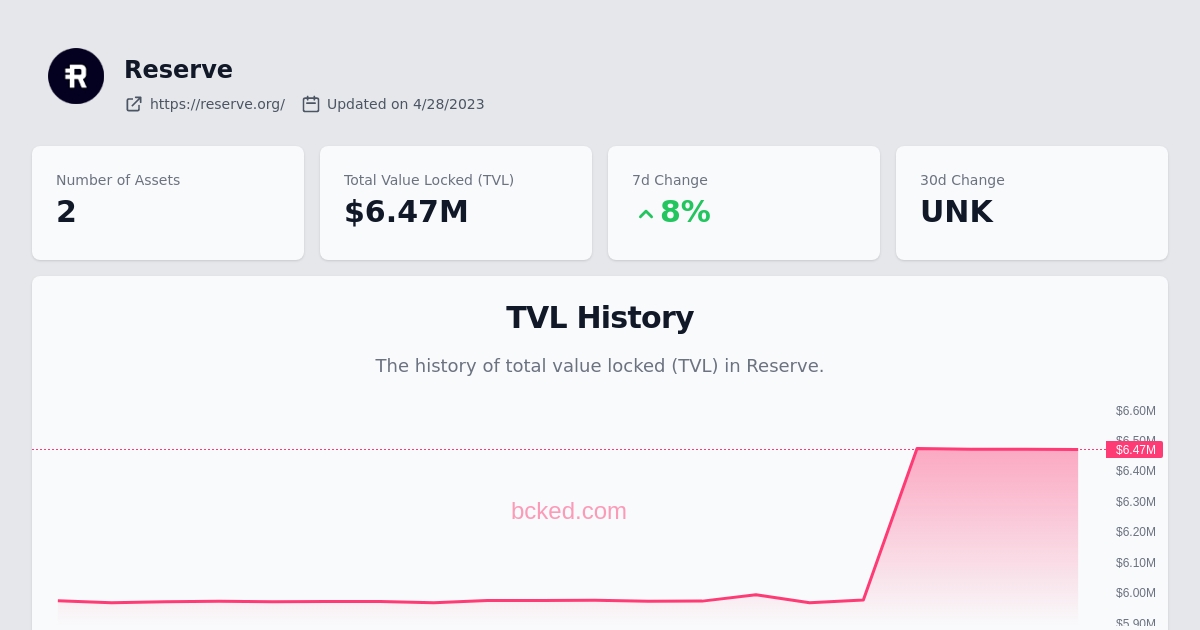 Reserve
https://reserve.org/ Updated on 4/28/2023
Number of Assets
2
Total Value Locked (TVL)
$6.47M
7d Change
8%
30d Change
UNK
TVL History
The history of total value locked (TVL) in Reserve.
$6.60M
$6.50M
$6.47M
$6.40M
$6.30M
$6.20M
$6.10M
$6.00M
$5.90M
bcked.com